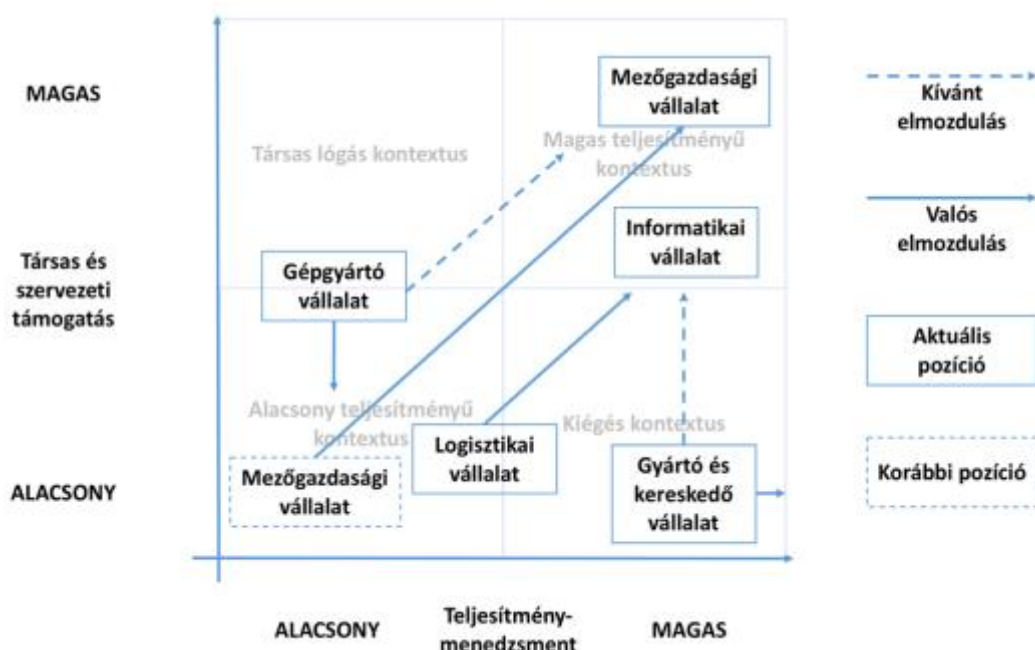 MAGAS
Társas és
szervezeti
támogatás
ALACSONY
Mezőgazdasági
vállalat
Társas lógás kontextus
Magas teljesítményű
kontextus
Informatikai
vállalat
Gépgyártó
vállalat
Alacsony teljesítményű
kontextus
Kiégés kontextus
Logisztikai
vállalat
Mezőgazdasági
vállalat
Gyártó és
kereskedő
vállalat
ALACSONY
Teljesítmény-
menedzsment
MAGAS
Kívánt
elmozdulás
Valós
elmozdulás
Aktuális
pozíció
Korábbi pozíció